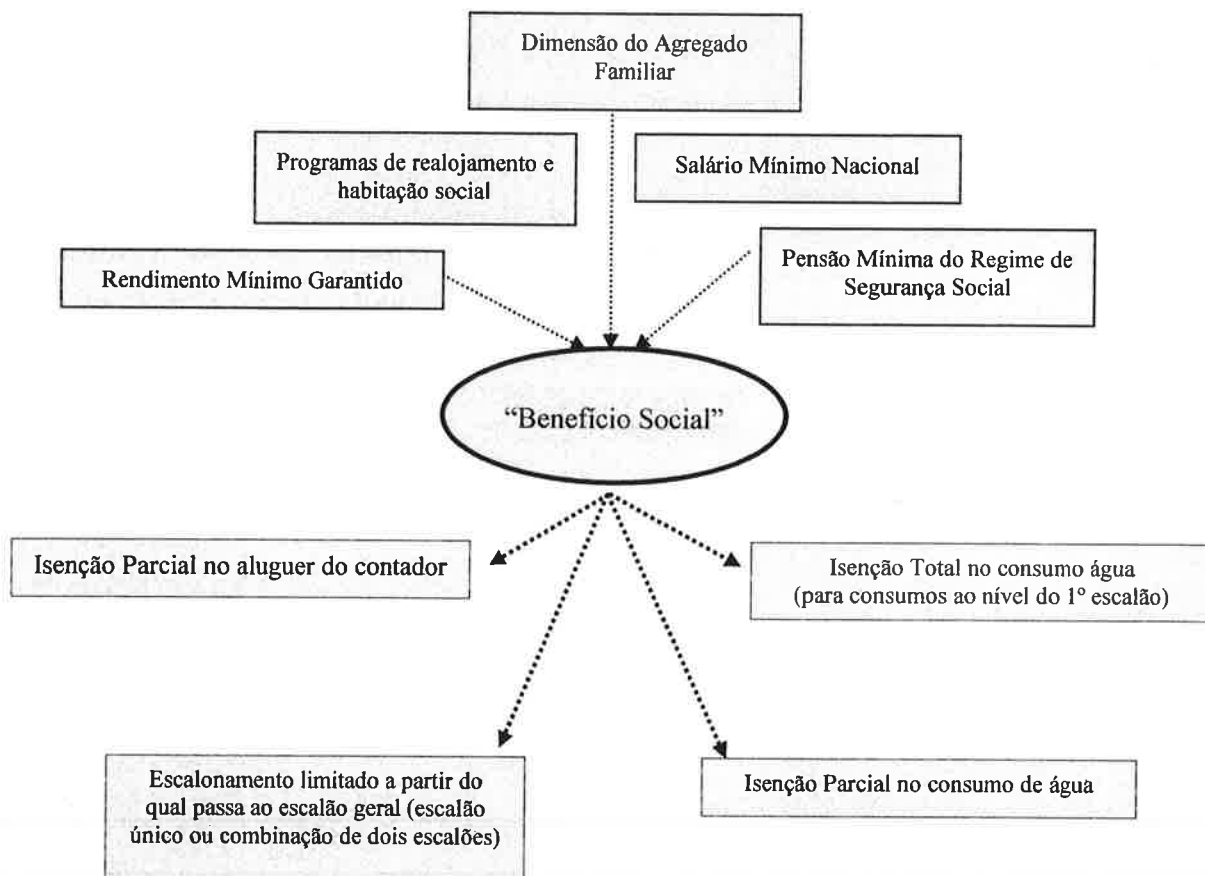 Dimensão do Agregado
Familiar
Programas de realojamento e
habitação social
Salário Mínimo Nacional
Rendimento Mínimo Garantido
Pensão Mínima do Regime de
Segurança Social
“Benefício Social”
Isenção Parcial no aluguer do contador
Isenção Total no consumo água
(para consumos ao nível do 1º escalão)
Escalonamento limitado a partir do
qual passa ao escalão geral (escalão
único ou combinação de dois escalões)
Isenção Parcial no consumo de água